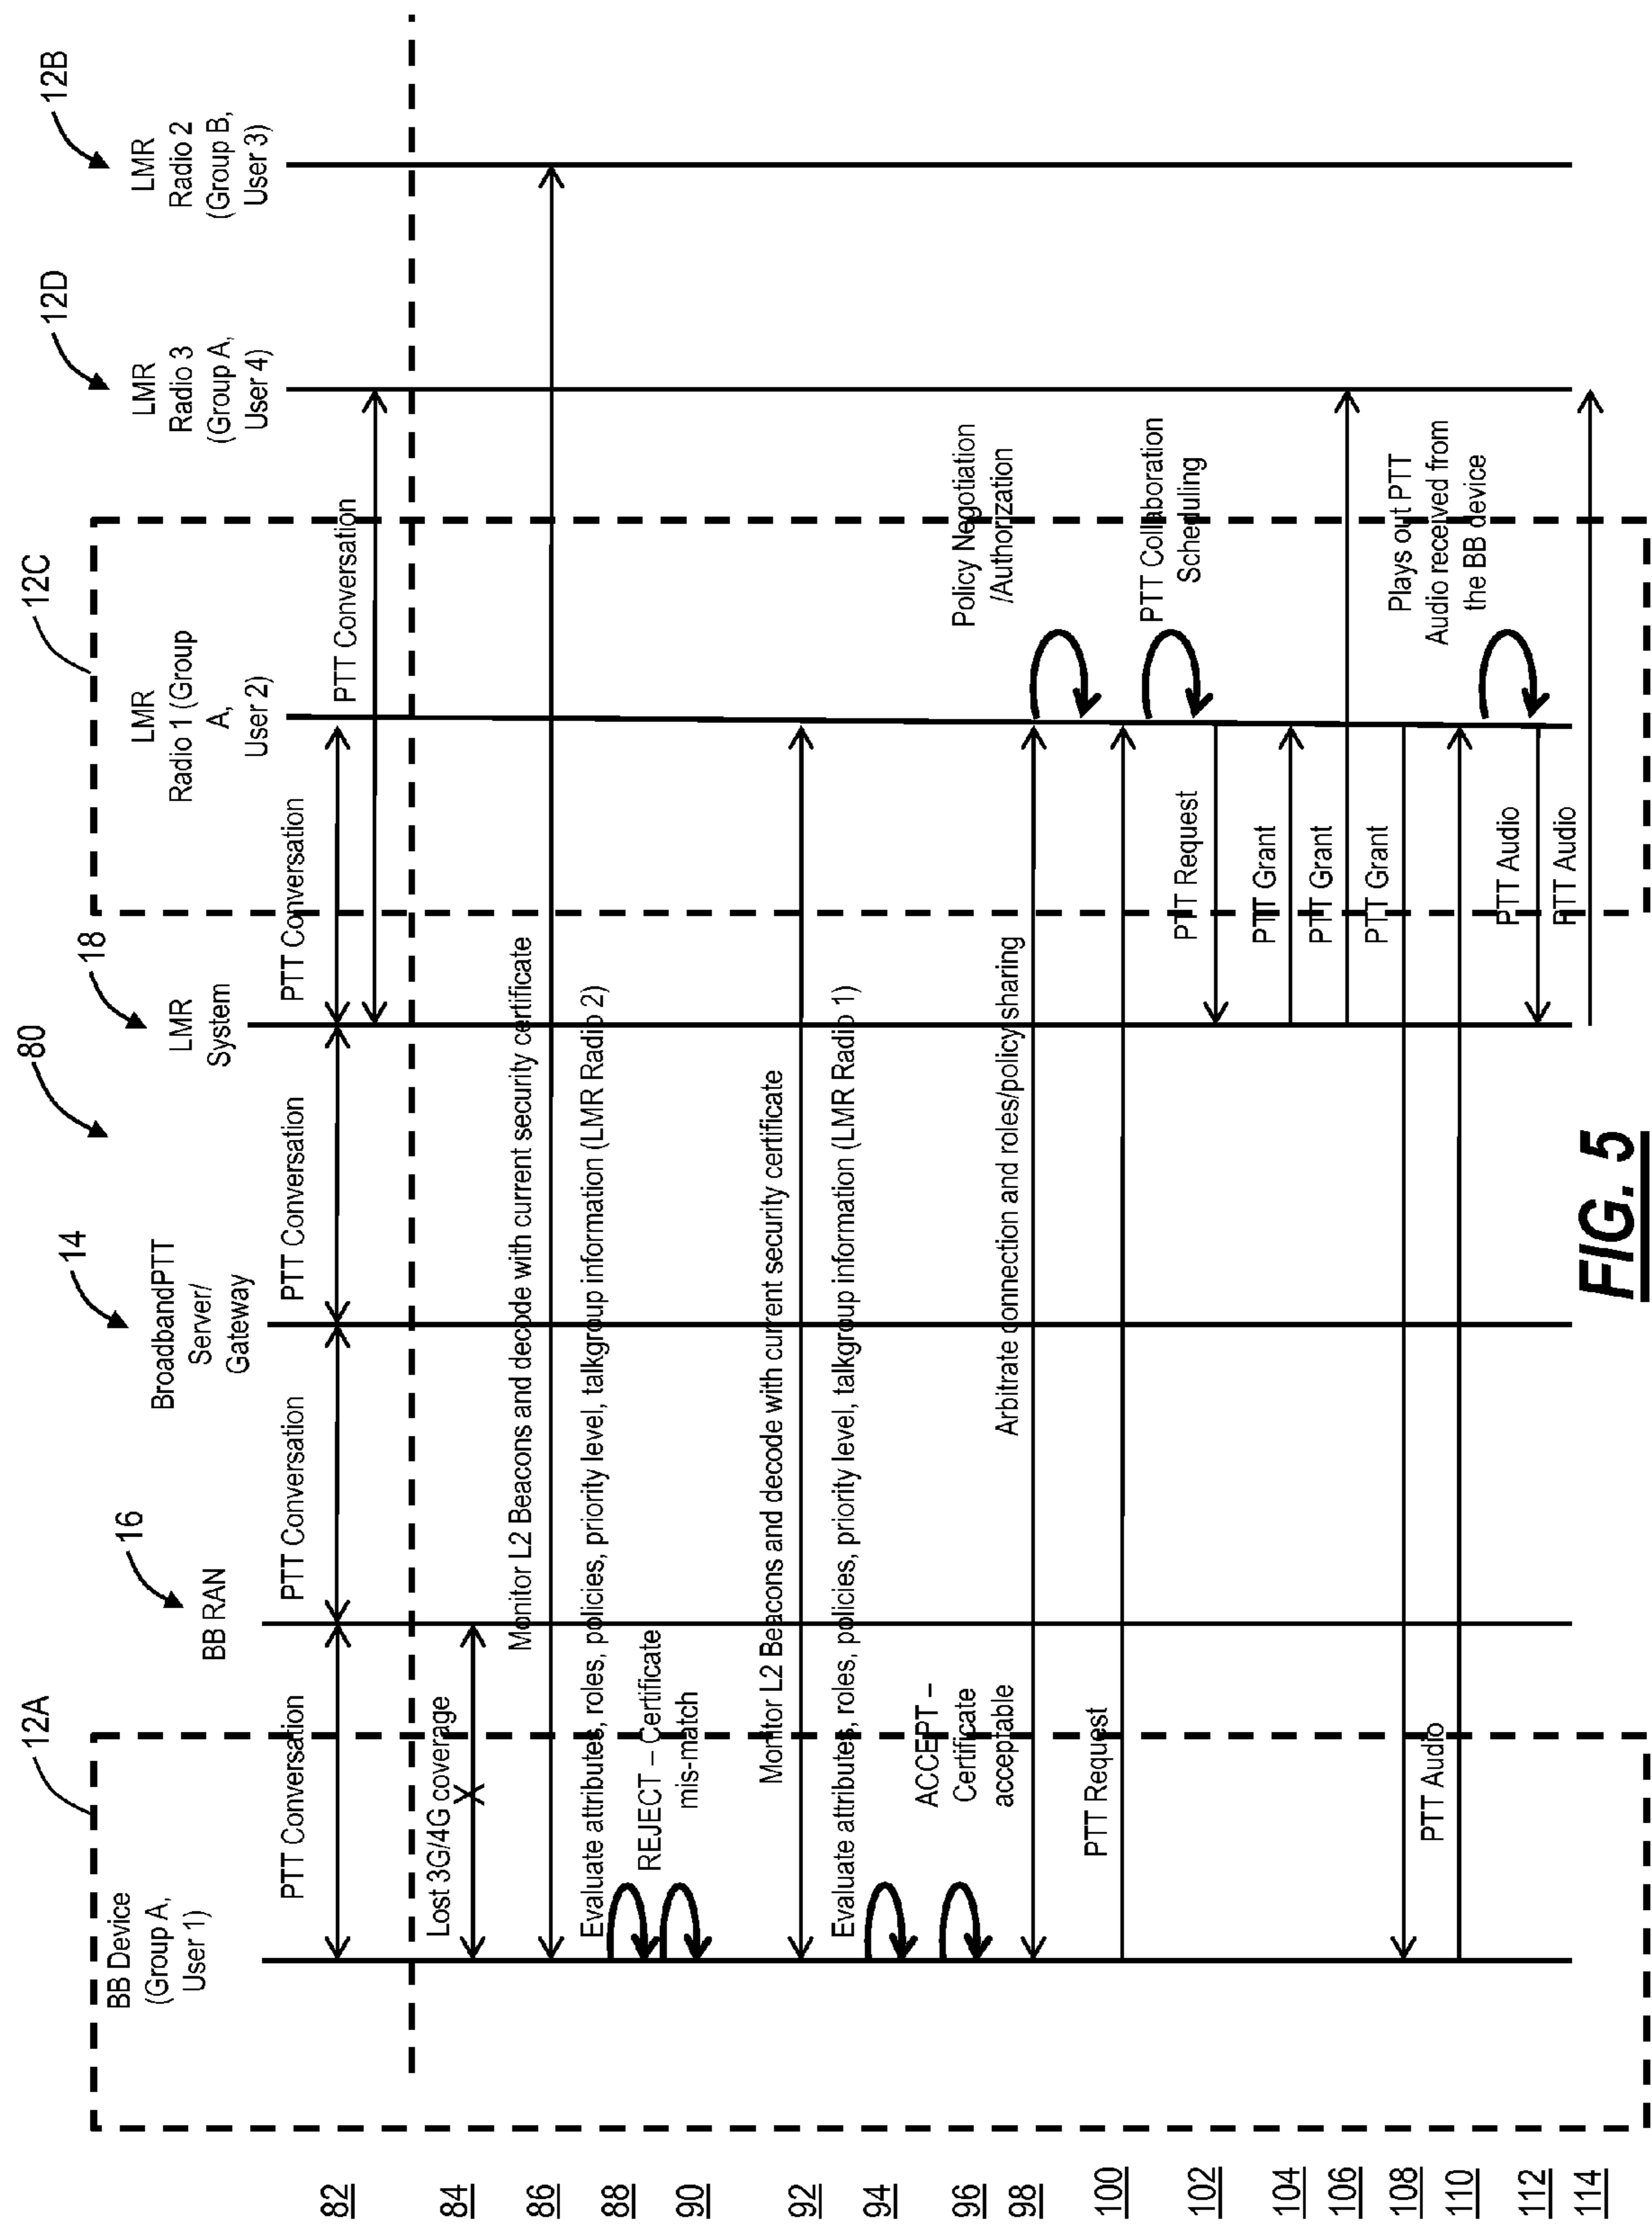 12A
16
14
80
18
12C
12D
12B
BB Device
(Group A,
User 1)
BB RAN
BroadbandPTT
Server/
Gateway
LMR
System
LMR
Radio 1 (Group
A,
User 2)
LMR
Radio 3
(Group A,
User 4)
LMR
Radio 2
(Group B,
User 3)
82
PTT Conversation
PTT Conversation
PTT Conversation
PTT Conversation
PTT Conversation
84
Lost 3G/4G coverage
X
86
Monitor L2 Beacons and decode with current security certificate
88
Evaluate attributes, roles, policies, priority level, talkgroup information (LMR Radio 2)
90
REJECT – Certificate
mis-match
92
Monitor L2 Beacons and decode with current security certificate
94
Evaluate attributes, roles, policies, priority level, talkgroup information (LMR Radio 1)
96
ACCEPT –
Certificate
acceptable
98
Arbitrate connection and roles/policy sharing
Policy Negotiation
/Authorization
100
PTT Request
PTT Collaboration
Scheduling
102
PTT Request
104
PTT Grant
106
PTT Grant
108
PTT Grant
110
PTT Audio
Plays out PTT
Audio received from
the BB device
112
PTT Audio
114
PTT Audio
FIG. 5